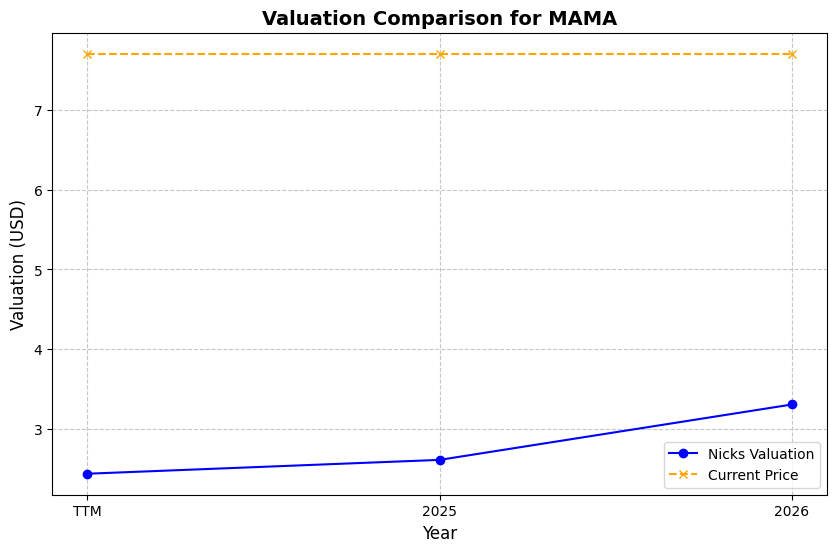 Valuation Comparison for MAMA
Valuation (USD)
7
6
5
4
3
TTM
2025
2026
Year
Nicks Valuation
Current Price